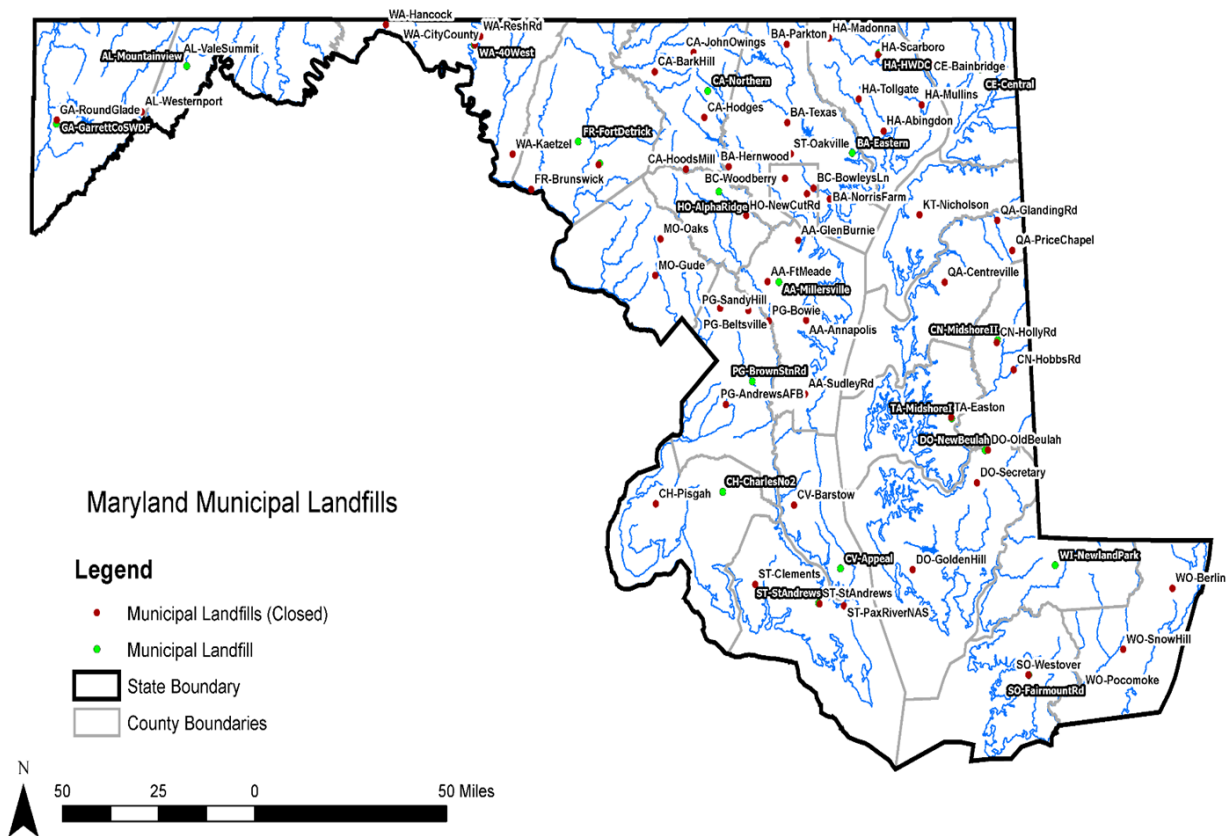 WA-Hancock
WA-ReshRd
WA-CityCounty
WA-40West
AL-ValeSummit
AL-Mountainview
AL-Westernport
GA-RoundGlade
GA-GarrettCoSWDF
CA-JohnOwings
BA-Parkton
HA-Madonna
HA-Scarboro
HA-HWDC
CE-Bainbridge
CE-Central
CA-BarkHill
CA-Northern
CA-Hodges
HA-Tollgate
HA-Mullins
HA-Abingdon
BA-Texas
FR-FortDetrick
ST-Oakville
BA-Eastern
WA-Kaetzel
CA-HoodsMill
BA-Hernwood
FR-Brunswick
BC-Woodberry
BC-BowleysLn
BA-NorrisFarm
HO-AlphaRidge
HO-NewCutRd
KT-Nicholson
QA-GlandingRd
MO-Oaks
AA-GlenBurnie
QA-PriceChapel
MO-Gude
AA-FtMeade
AA-Millersville
QA-Centreville
PG-SandyHill
PG-Bowie
PG-Beltsville
AA-Annapolis
CN-MidshoreII
CN-HollyRd
CN-HobbsRd
PG-BrownStnRd
AA-SudleyRd
PG-AndrewsAFB
TA-MidshoreI
TA-Easton
DO-NewBeulah
DO-OldBeulah
DO-Secretary
CH-Pisgah
CH-CharlesNo2
CV-Barstow
CV-Appeal
DO-GoldenHill
WI-NewlandPark
WO-Berlin
ST-Clements
ST-StAndrews
ST-StAndrews
ST-PaxRiverNAS
WO-SnowHill
SO-Westover
WO-Pocomoke
SO-FairmountRd
Maryland Municipal Landfills
Legend
Municipal Landfills (Closed)
Municipal Landfill
State Boundary
County Boundaries
N
50 25 0 50 Miles